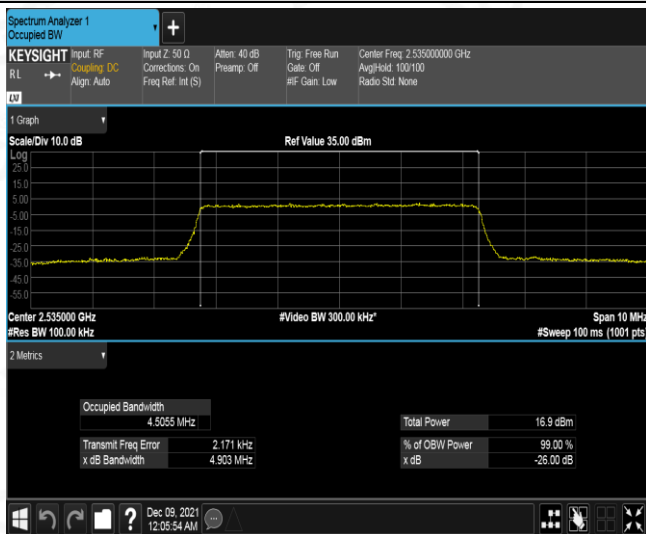 Spectrum Analyzer 1
Occupied BW
KEYSIGHT
RL
LXI
Input: RF
Coupling: DC
Align: Auto
Input Z: 50 Ω
Corrections: On
Freq Ref: Int (S)
Atten: 40 dB
Preamp: Off
Trig: Free Run
Gate: Off
#IF Gain: Low
Center Freq: 2.535000000 GHz
Avg|Hold: 100/100
Radio Std: None
1 Graph
Scale/Div 10.0 dB
Ref Value 35.00 dBm
Log
25.0
15.0
5.00
-5.00
-15.0
-25.0
-35.0
-45.0
-55.0
Center 2.535000 GHz
#Video BW 300.00 kHz*
Span 10 MHz
#Res BW 100.00 kHz
#Sweep 100 ms (1001 pts)
2 Metrics
Occupied Bandwidth
4.5055 MHz
Total Power 16.9 dBm
Transmit Freq Error 2.171 kHz
% of OBW Power 99.00 %
x dB Bandwidth 4.903 MHz
x dB -26.00 dB
?
Dec 09, 2021
12:05:54 AM